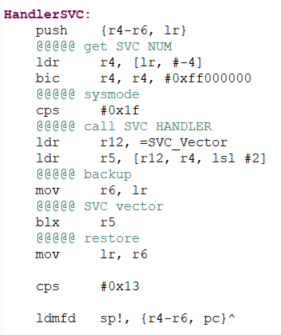 HandlerSVC:
push {r4-r6, lr}
@@@@@ get SVC NUM
ldr r4, [lr, #-4]
bic r4, r4, #0xff000000
@@@@@ sysmode
cps #0x1f
@@@@@ call SVC HANDLER
ldr r12, =SVC_Vector
ldr r5, [r12, r4, lsl #2]
@@@@@ backup
mov r6, lr
@@@@@ SVC vector
blx r5
@@@@@ restore
mov lr, r6
cps #0x13
ldmfd sp!, {r4-r6, pc}^